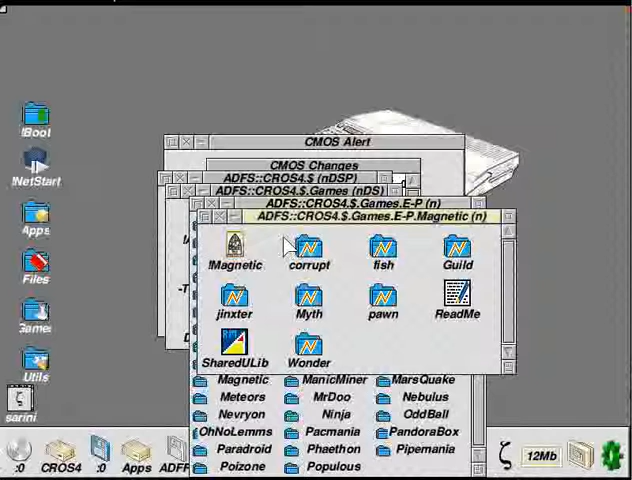 CMOS Alert
CMOS Changes
ADFS::CROS4.$ (nDSP)
ADFS::CROS4.$.Games (nDS)
ADFS::CROS4.$.Games.E-P (n)
ADFS::CROS4.$.Games.E-P.Magnetic (n)
!Boot
!NetStart
Apps
Files
Games
Utils
sarini
!Magnetic corrupt fish Guild
jinxter Myth pawn ReadMe
SharedULib Wonder
Magnetic ManicMiner MarsQuake
Meteors MrDoo Nebulus
Nevryon Ninja OddBall
OhNoLemms Pacmania PandoraBox
Paradroid Phaethon Pipemania
Poizone Populous
:0 CROS4 :0 Apps ADFF 12Mb